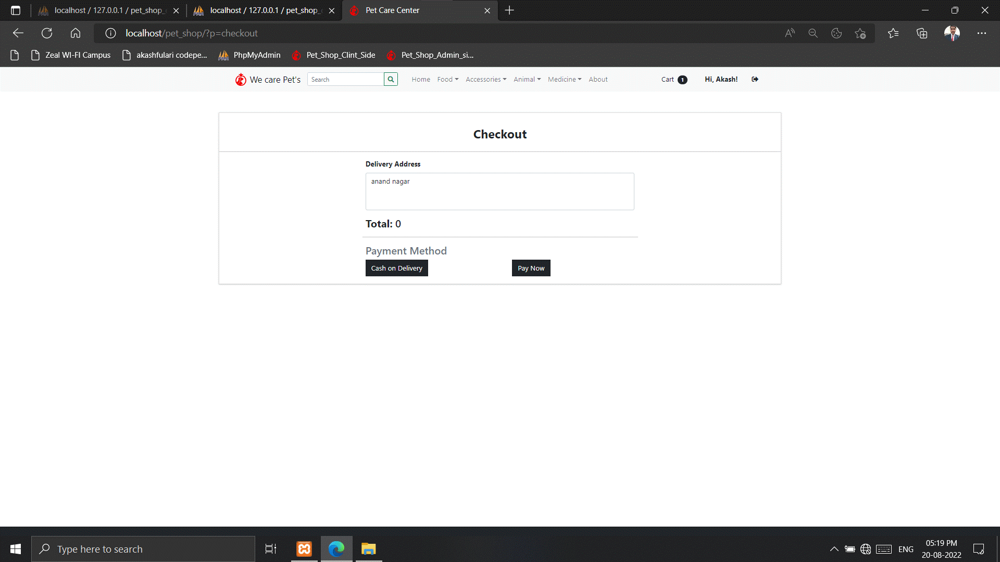 localhost / 127.0.0.1 / pet_shop_
localhost / 127.0.0.1 / pet_shop_
Pet Care Center
localhost/pet_shop/?p=checkout
Zeal WI-FI Campus
akashfulari codepe...
PhpMyAdmin
Pet_Shop_Clint_Side
Pet_Shop_Admin_si...
We care Pet's
Search
Home
Food
Accessories
Animal
Medicine
About
Cart 1
Hi, Akash!
Checkout
Delivery Address
anand nagar
Total: 0
Payment Method
Cash on Delivery
Pay Now
Type here to search
ENG
05:19 PM
20-08-2022